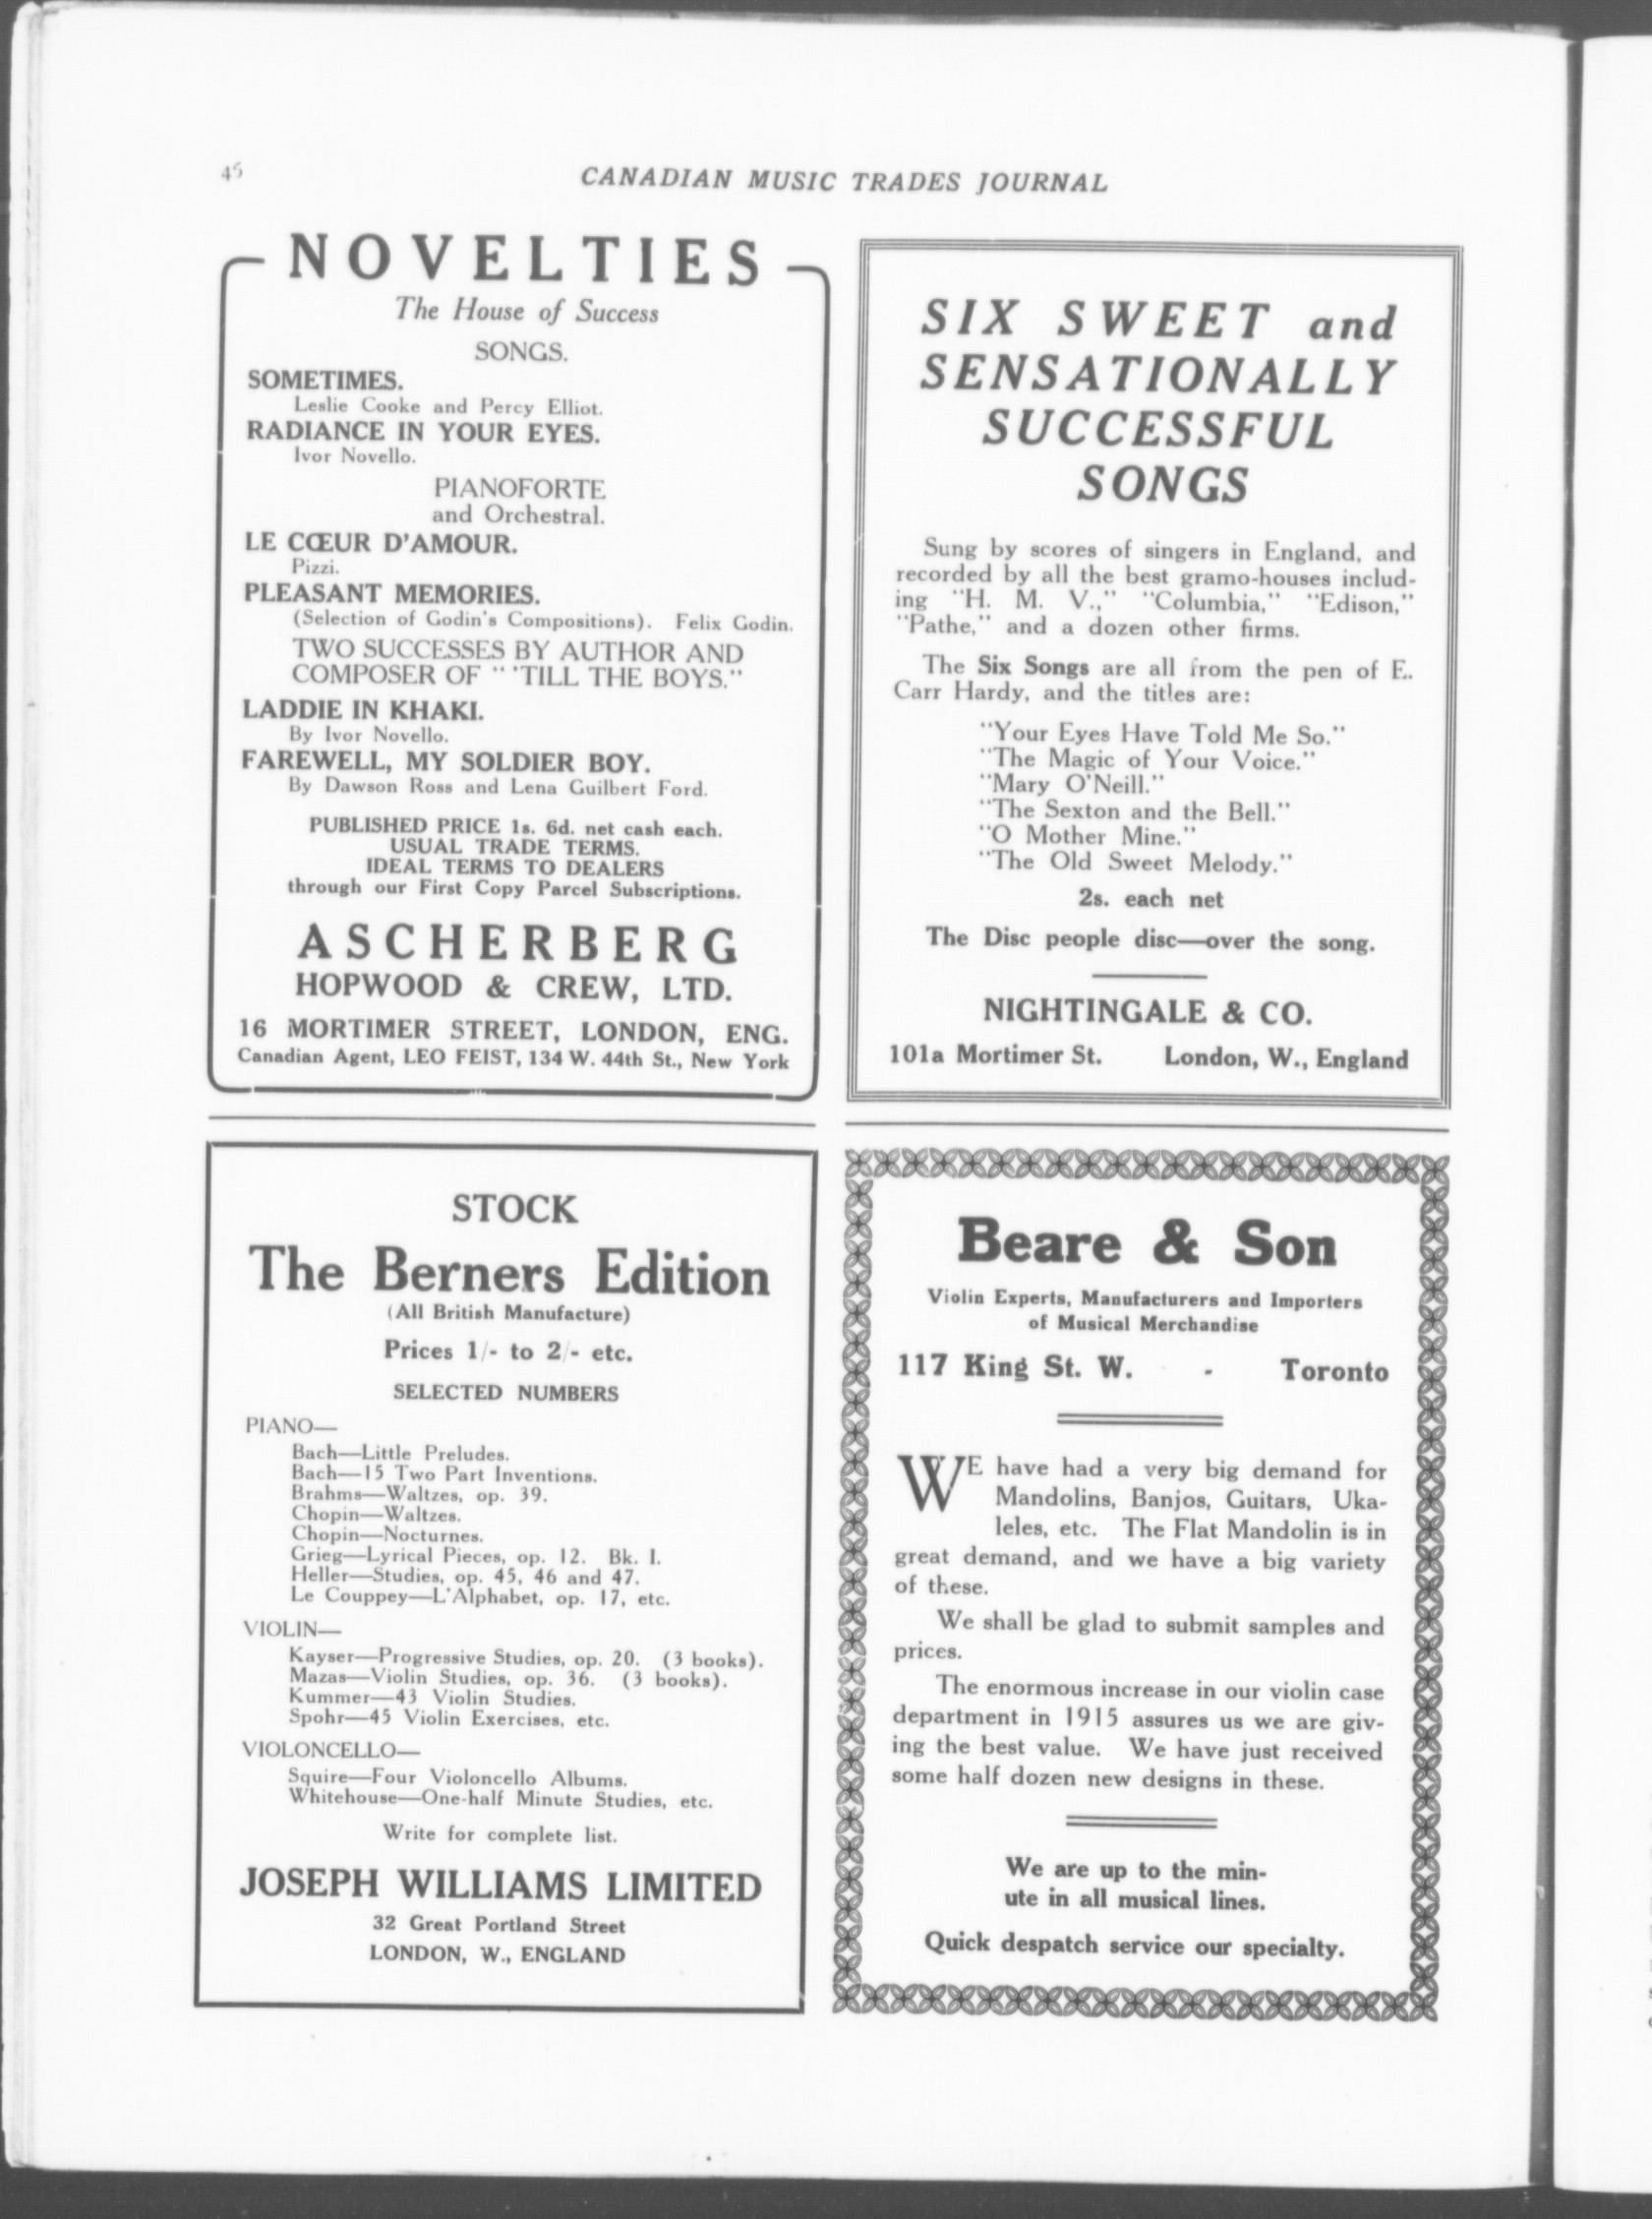 CANADIAN MUSIC TRADES JOURNAL
NOVELTIES
The House of Success
SONGS.
SOMETIMES.
Leslie Cooke and Percy Elliot.
RADIANCE IN YOUR EYES.
Ivor Novello.
PIANOFORTE
and Orchestral.
LE CŒUR D'AMOUR.
Pizzi.
PLEASANT MEMORIES.
(Selection of Godin's Compositions). Felix Godin.
TWO SUCCESSES BY AUTHOR AND
COMPOSER OF " 'TILL THE BOYS."
LADDIE IN KHAKI.
By Ivor Novello.
FAREWELL, MY SOLDIER BOY.
By Dawson Ross and Lena Guilbert Ford.
PUBLISHED PRICE 1s. 6d. net cash each.
USUAL TRADE TERMS.
IDEAL TERMS TO DEALERS
through our First Copy Parcel Subscriptions.
ASCHERBERG
HOPWOOD & CREW, LTD.
16 MORTIMER STREET, LONDON, ENG.
Canadian Agent, LEO FEIST, 134 W. 44th St., New York
SIX SWEET and
SENSATIONALLY
SUCCESSFUL
SONGS
Sung by scores of singers in England, and
recorded by all the best gramo-houses includ-
ing "H. M. V.," "Columbia," "Edison,"
"Pathe," and a dozen other firms.
The Six Songs are all from the pen of E.
Carr Hardy, and the titles are:
"Your Eyes Have Told Me So."
"The Magic of Your Voice."
"Mary O'Neill."
"The Sexton and the Bell."
"O Mother Mine."
"The Old Sweet Melody."
2s. each net
The Disc people disc—over the song.
NIGHTINGALE & CO.
101a Mortimer St. London, W., England
STOCK
The Berners Edition
(All British Manufacture)
Prices 1/- to 2/- etc.
SELECTED NUMBERS
PIANO—
Bach—Little Preludes.
Bach—15 Two Part Inventions.
Brahms—Waltzes, op. 39.
Chopin—Waltzes.
Chopin—Nocturnes.
Grieg—Lyrical Pieces, op. 12. Bk. I.
Heller—Studies, op. 45, 46 and 47.
Le Couppey—L'Alphabet, op. 17, etc.
VIOLIN—
Kayser—Progressive Studies, op. 20. (3 books).
Mazas—Violin Studies, op. 36. (3 books).
Kummer—43 Violin Studies.
Spohr—45 Violin Exercises, etc.
VIOLONCELLO—
Squire—Four Violoncello Albums.
Whitehouse—One-half Minute Studies, etc.
Write for complete list.
JOSEPH WILLIAMS LIMITED
32 Great Portland Street
LONDON, W., ENGLAND
Beare & Son
Violin Experts, Manufacturers and Importers
of Musical Merchandise
117 King St. W. - Toronto
WE have had a very big demand for
Mandolins, Banjos, Guitars, Uka-
leles, etc. The Flat Mandolin is in
great demand, and we have a big variety
of these.
We shall be glad to submit samples and
prices.
The enormous increase in our violin case
department in 1915 assures us we are giv-
ing the best value. We have just received
some half dozen new designs in these.
We are up to the min-
ute in all musical lines.
Quick despatch service our specialty.